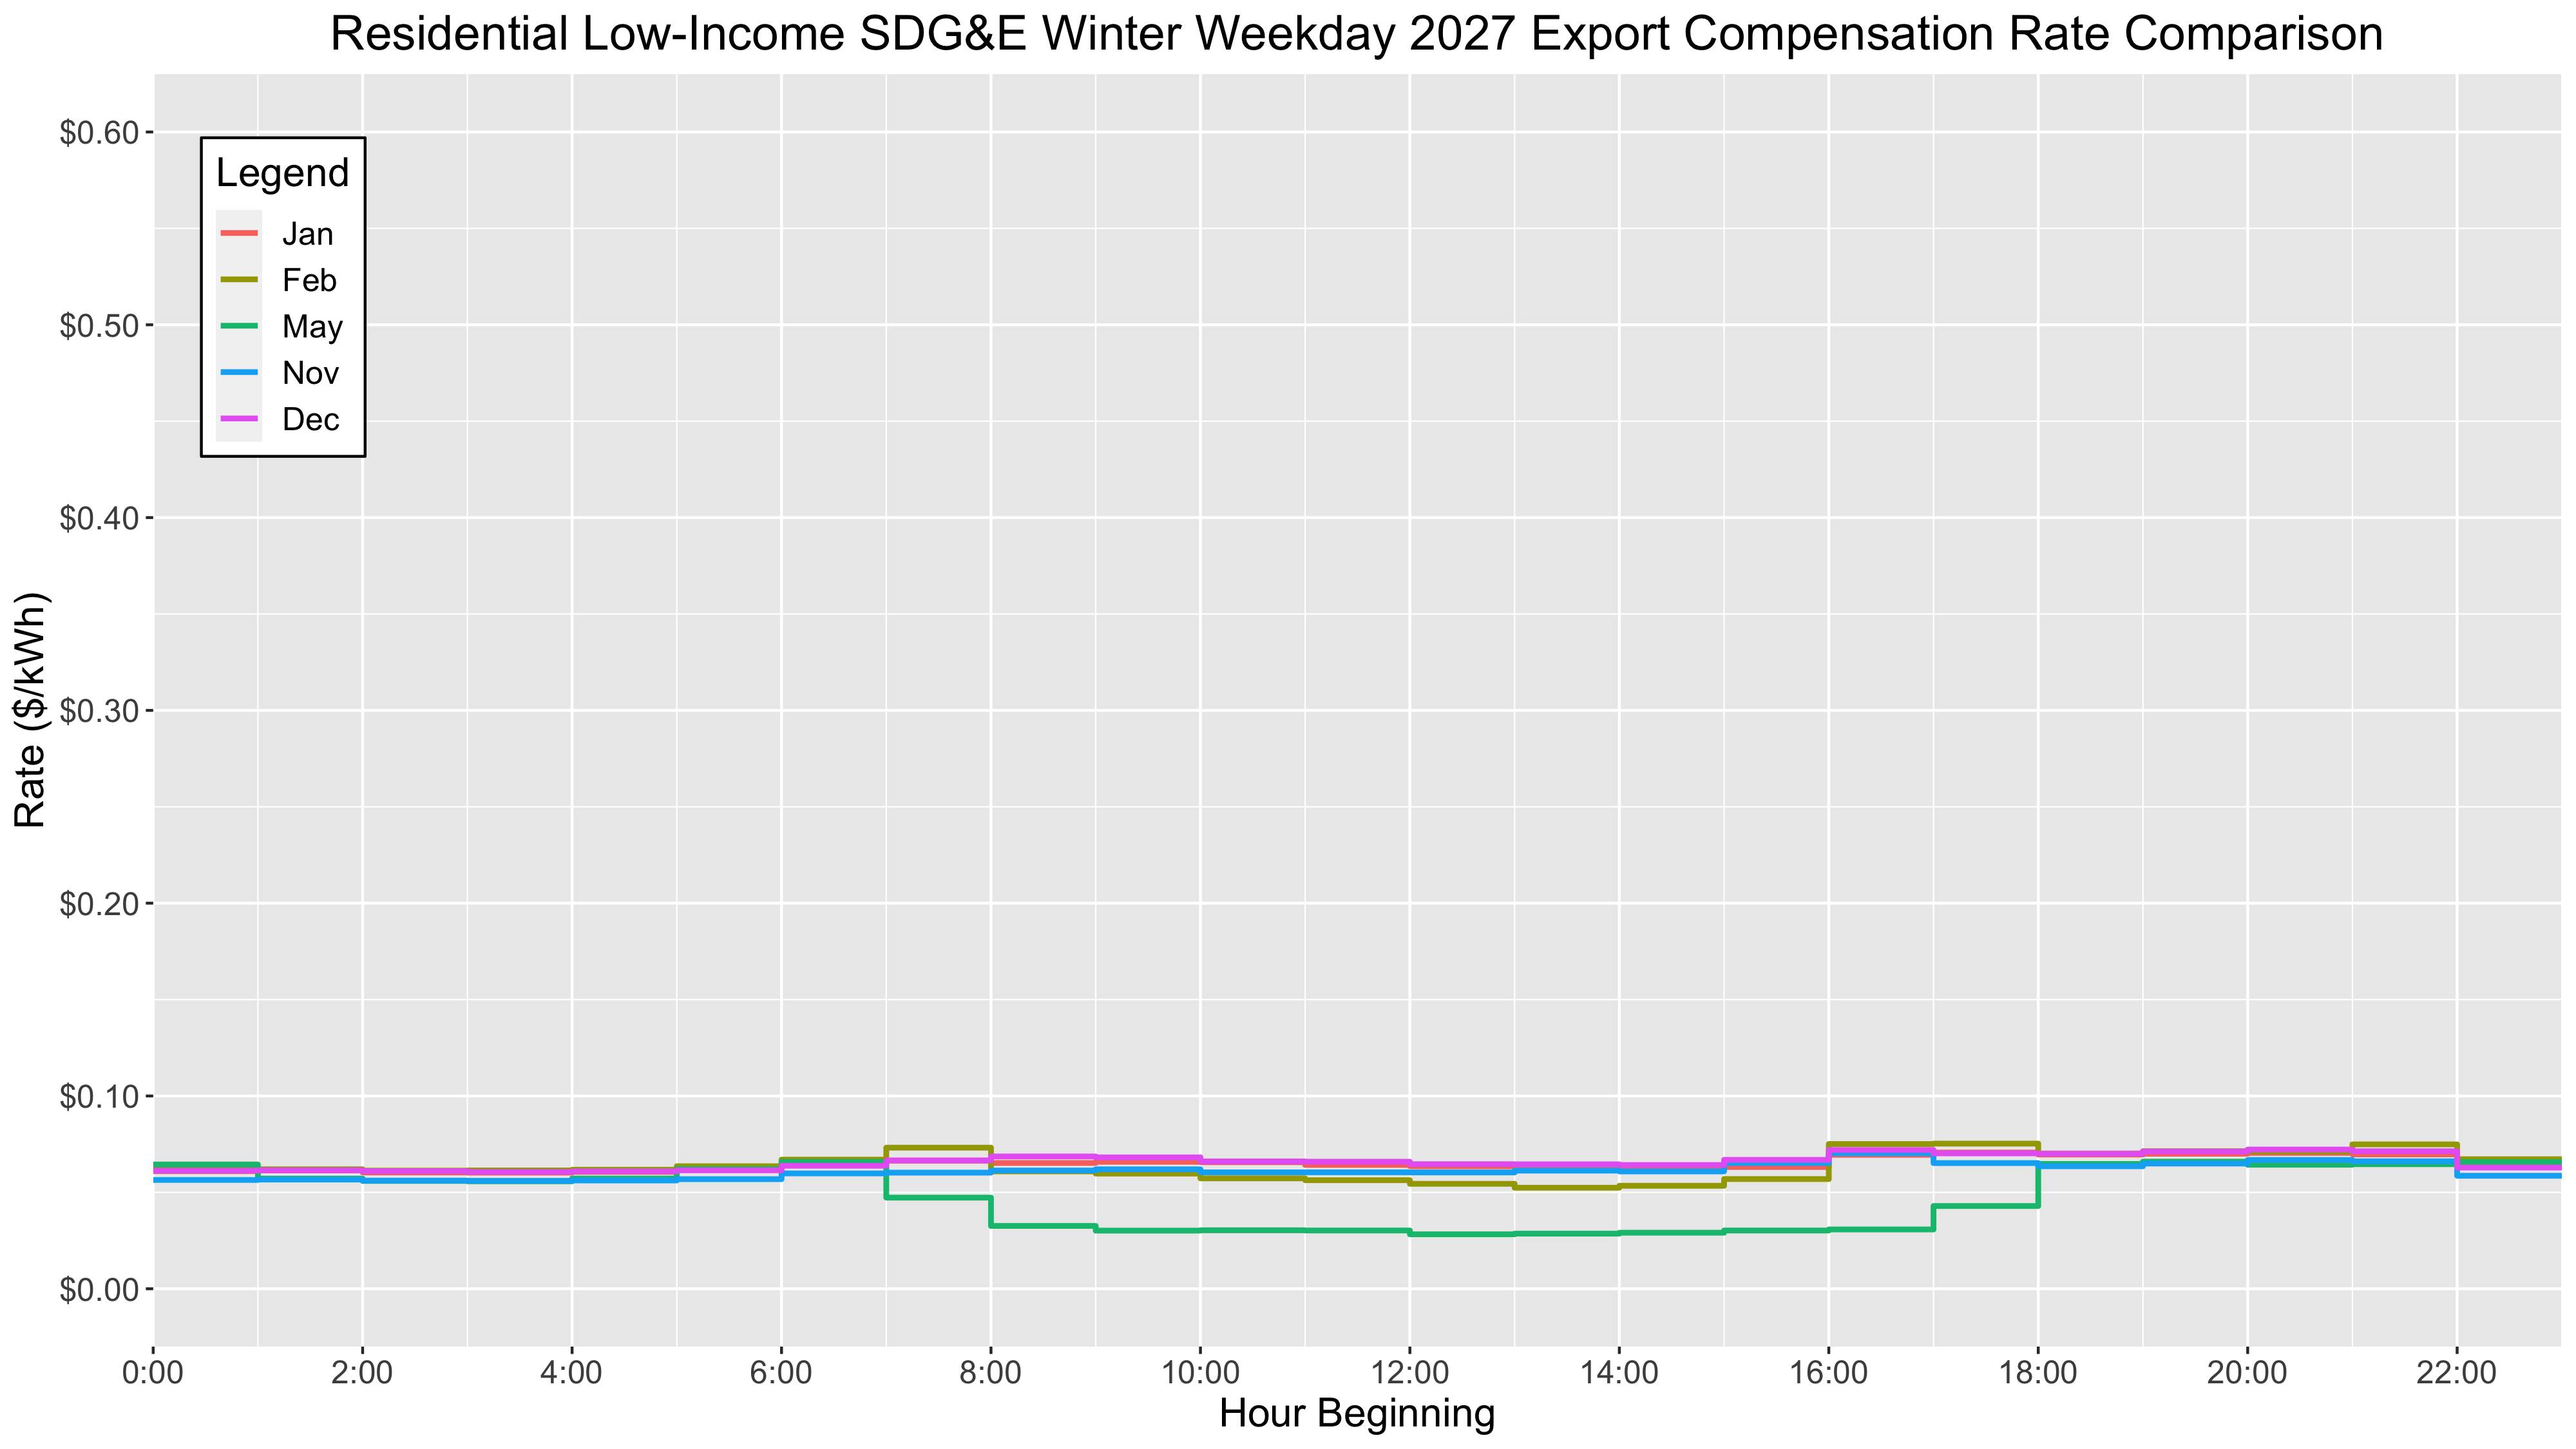 Residential Low-Income SDG&E Winter Weekday 2027 Export Compensation Rate Comparison
$0.60
Legend
Jan
Feb
May
Nov
Dec
$0.50
$0.40
$0.30
$0.20
$0.10
$0.00
Rate ($/kWh)
0:00 2:00 4:00 6:00 8:00 10:00 12:00 14:00 16:00 18:00 20:00 22:00
Hour Beginning